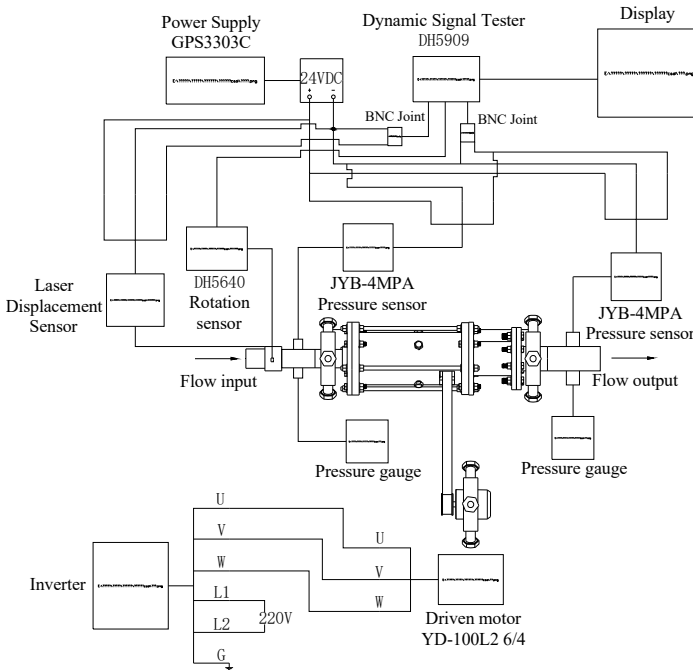 Power Supply
GPS3303C
Dynamic Signal Tester
DH5909
Display
24VDC
+ -
BNC Joint
BNC Joint
Laser
Displacement
Sensor
DH5640
Rotation
sensor
JYB-4MPA
Pressure sensor
JYB-4MPA
Pressure sensor
Flow input
Flow output
Pressure gauge
Pressure gauge
Inverter
U
V
W
L1
L2
G
220V
U
V
W
Driven motor
YD-100L2 6/4